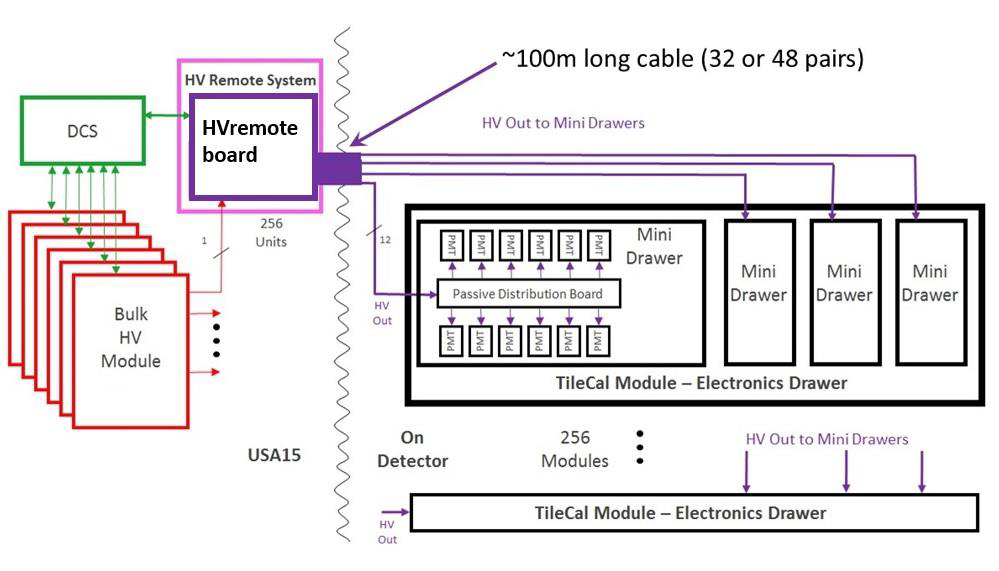 ~100m long cable (32 or 48 pairs)
HV Remote System
DCS
HVremote
board
HV Out to Mini Drawers
256
Units
1
12
Bulk
HV
Module
HV
Out
PMT PMT PMT PMT PMT PMT
Mini
Drawer
Passive Distribution Board
PMT PMT PMT PMT PMT PMT
Mini
Drawer
Mini
Drawer
Mini
Drawer
TileCal Module – Electronics Drawer
USA15
On
Detector
256
Modules
HV Out to Mini Drawers
HV
Out
TileCal Module – Electronics Drawer